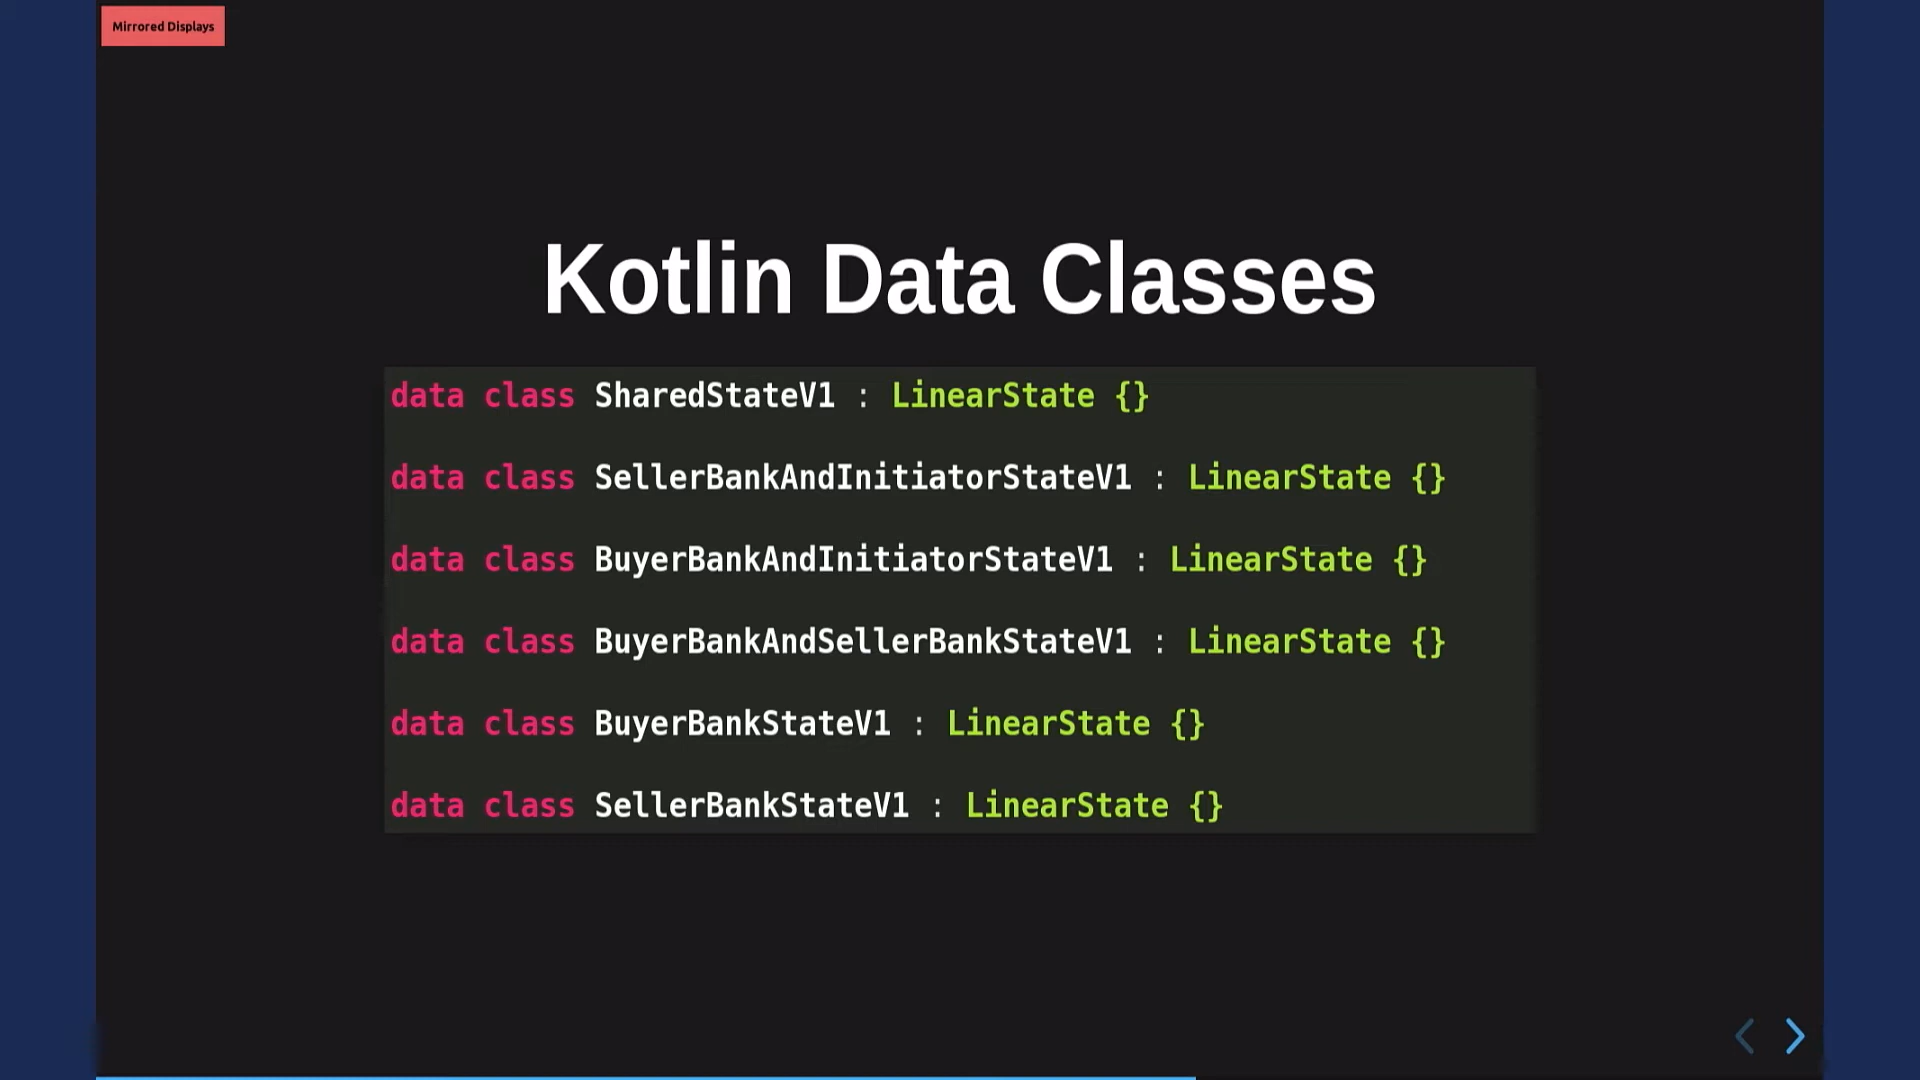 Mirrored Displays
Kotlin Data Classes
data class SharedStateV1 : LinearState {}
data class SellerBankAndInitiatorStateV1 : LinearState {}
data class BuyerBankAndInitiatorStateV1 : LinearState {}
data class BuyerBankAndSellerBankStateV1 : LinearState {}
data class BuyerBankStateV1 : LinearState {}
data class SellerBankStateV1 : LinearState {}